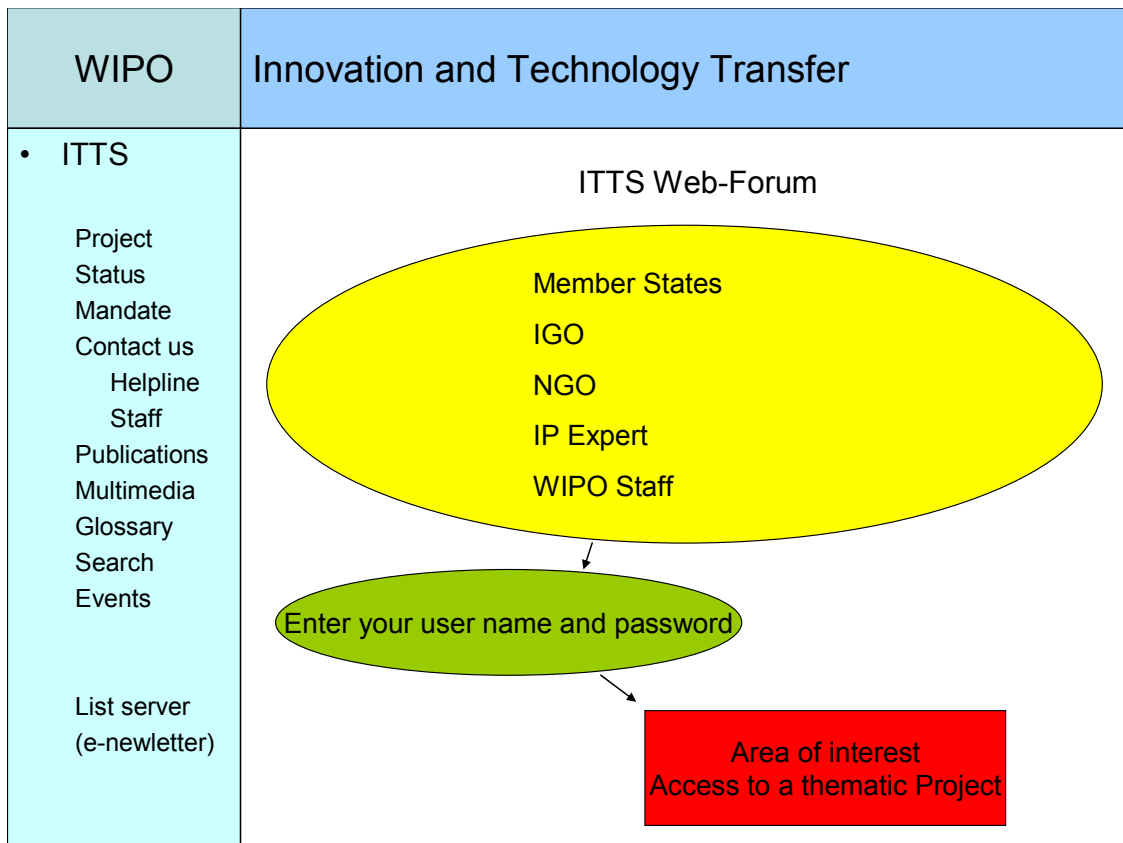 WIPO
Innovation and Technology Transfer
• ITTS
Project
Status
Mandate
Contact us
Helpline
Staff
Publications
Multimedia
Glossary
Search
Events
List server
(e-newletter)
ITTS Web-Forum
Member States
IGO
NGO
IP Expert
WIPO Staff
Enter your user name and password
Area of interest
Access to a thematic Project